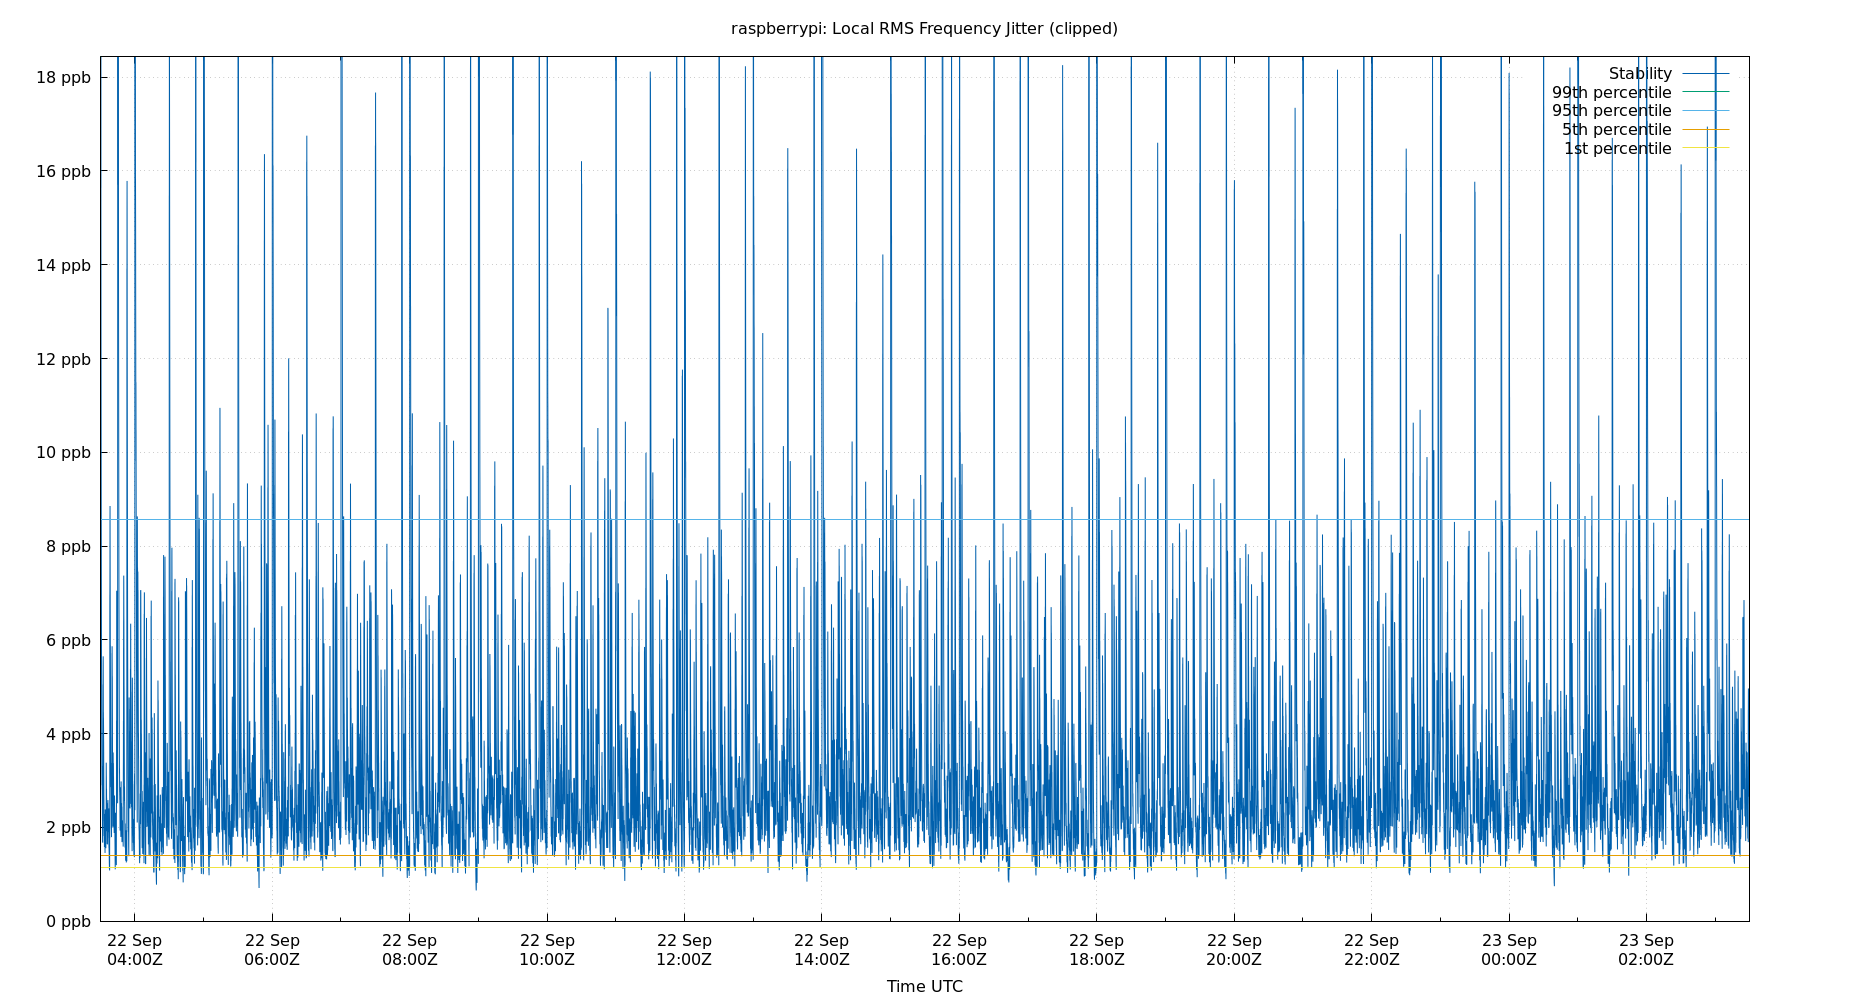 raspberrypi: Local RMS Frequency Jitter (clipped)
18 ppb
16 ppb
14 ppb
12 ppb
10 ppb
8 ppb
6 ppb
4 ppb
2 ppb
0 ppb
Stability
99th percentile
95th percentile
5th percentile
1st percentile
22 Sep 22 Sep 22 Sep 22 Sep 22 Sep 22 Sep 22 Sep 22 Sep 22 Sep 22 Sep 23 Sep 23 Sep
04:00Z 06:00Z 08:00Z 10:00Z 12:00Z 14:00Z 16:00Z 18:00Z 20:00Z 22:00Z 00:00Z 02:00Z
Time UTC